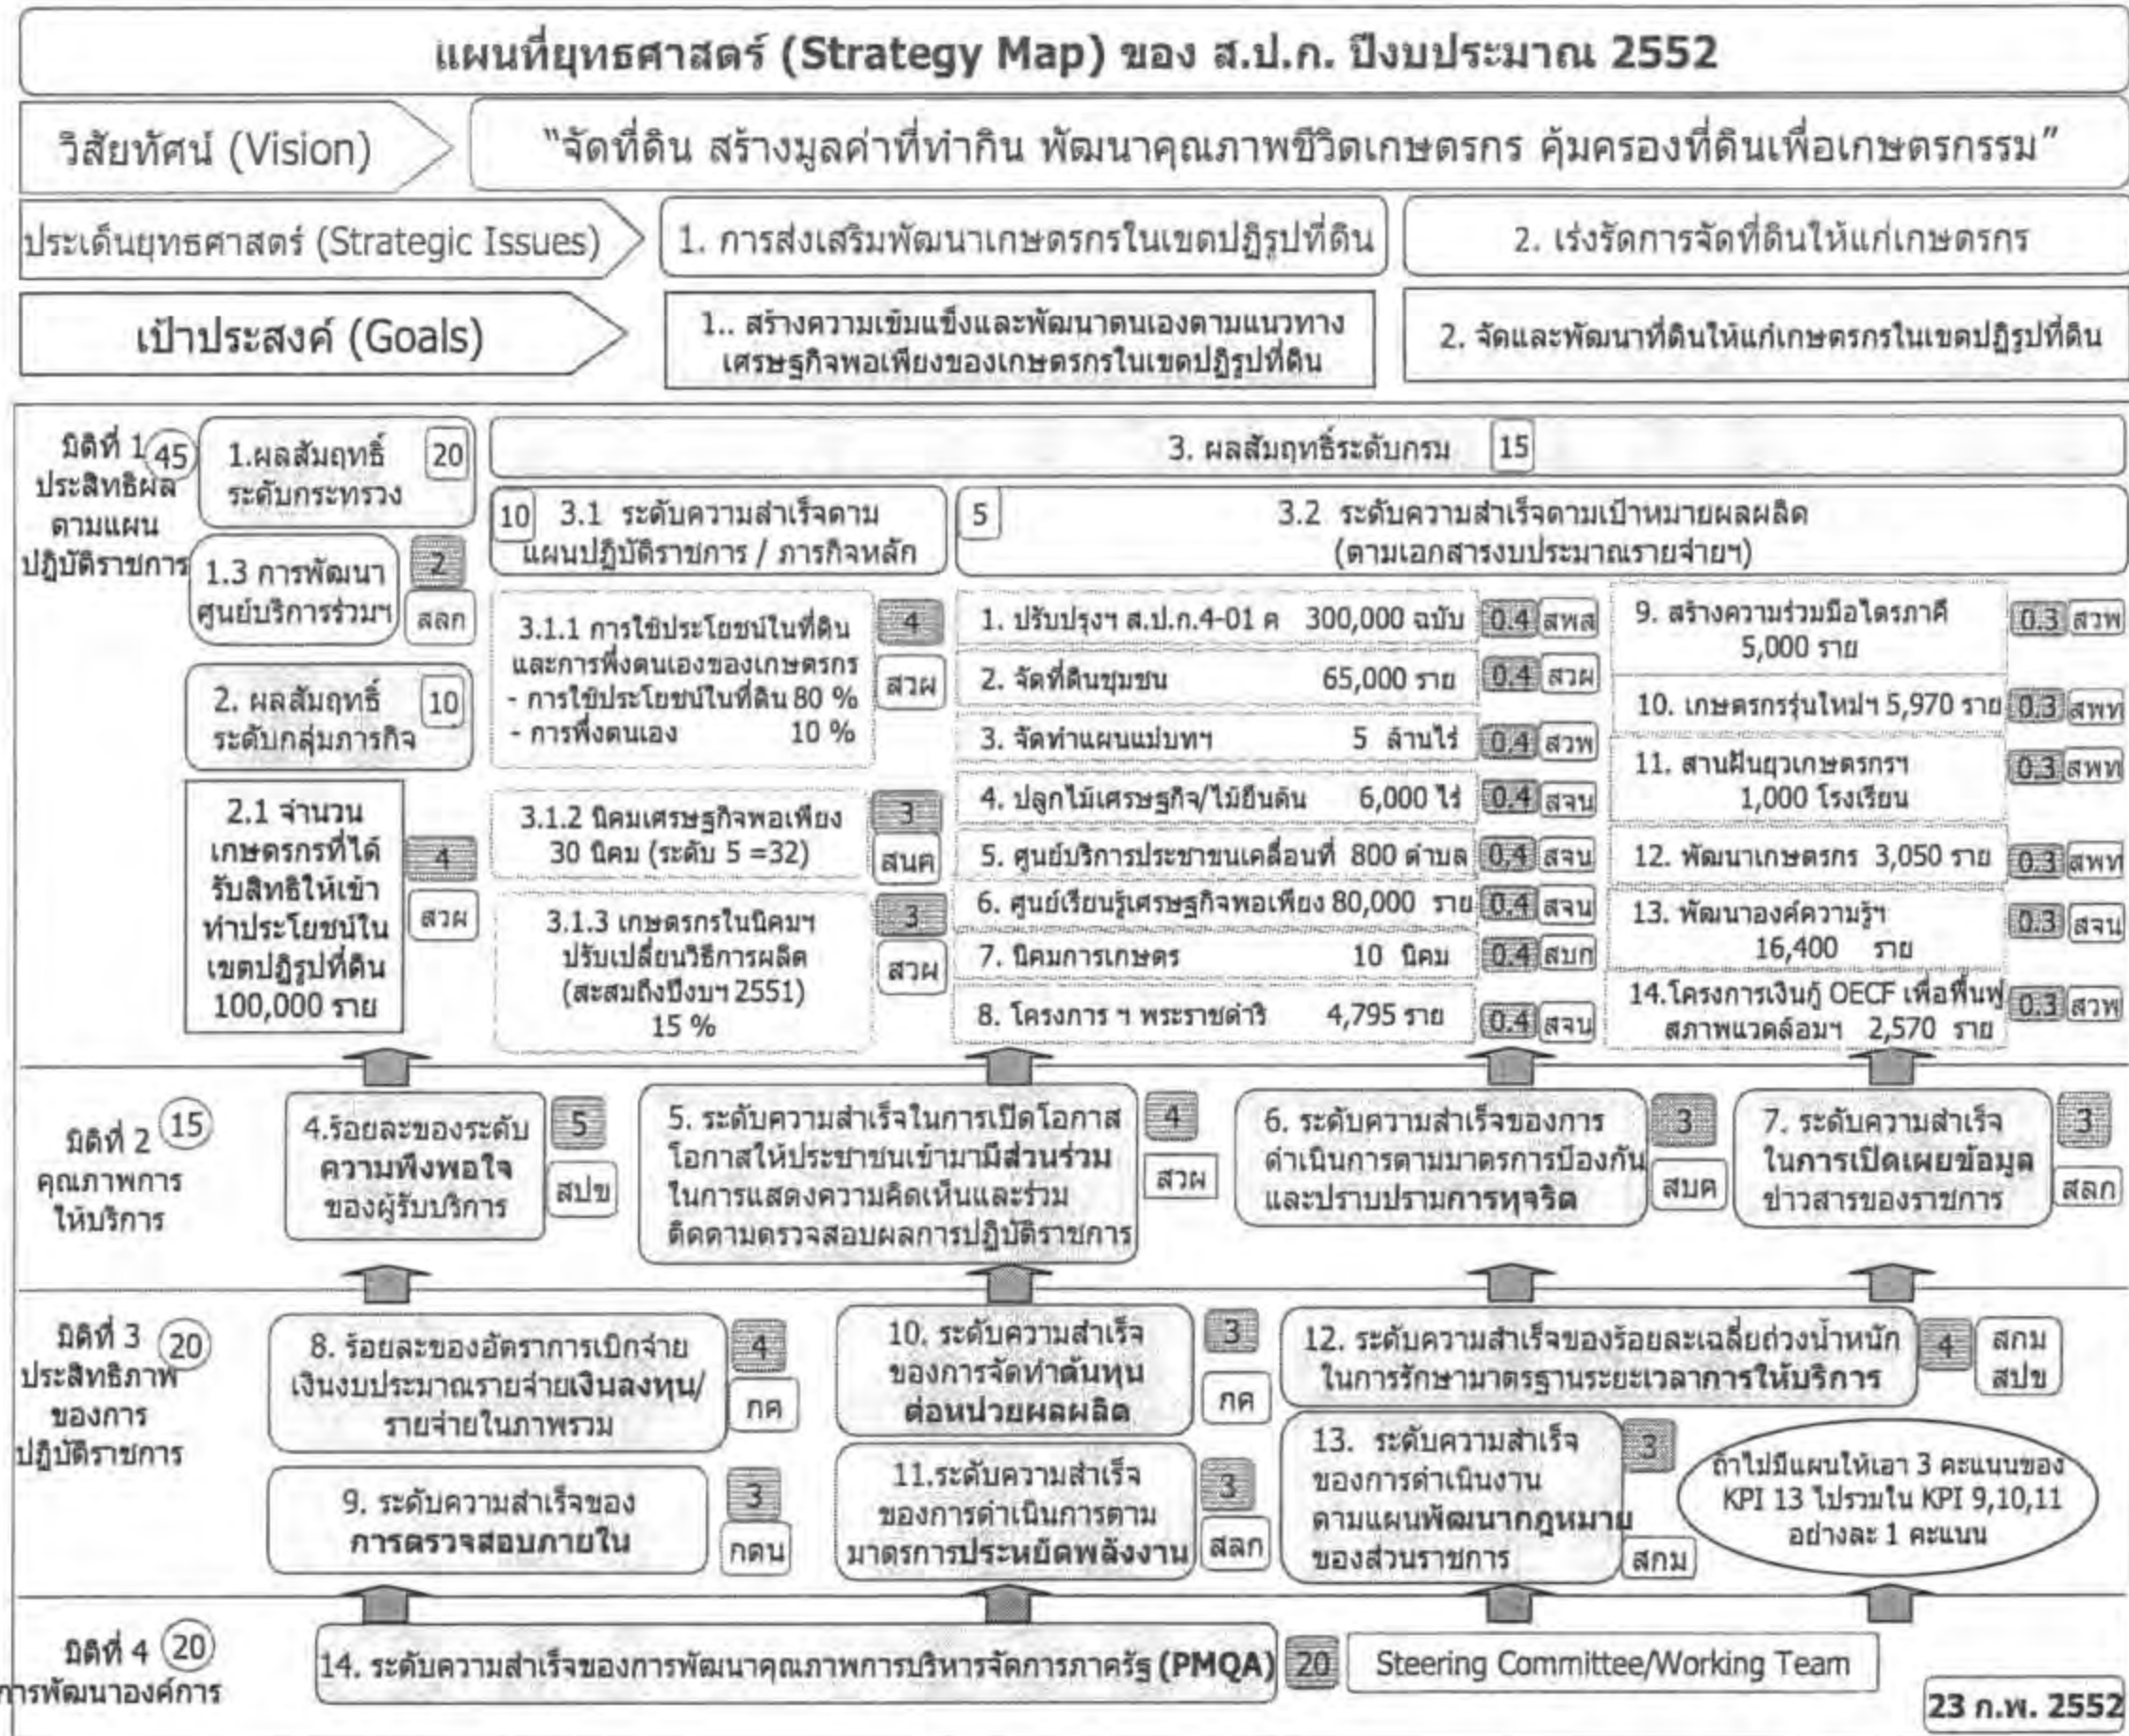 แผนที่ยุทธศาสตร์ (Strategy Map) ของ ส.ป.ก. ปีงบประมาณ 2552
วิสัยทัศน์ (Vision)
“จัดที่ดิน สร้างมูลค่าที่ทำกิน พัฒนาคุณภาพชีวิตเกษตรกร คุ้มครองที่ดินเพื่อเกษตรกรรม”
ประเด็นยุทธศาสตร์ (Strategic Issues)
1. การส่งเสริมพัฒนาเกษตรกรในเขตปฏิรูปที่ดิน
2. เร่งรัดการจัดที่ดินให้แก่เกษตรกร
เป้าประสงค์ (Goals)
1.. สร้างความเข้มแข็งและพัฒนาตนเองตามแนวทาง
เศรษฐกิจพอเพียงของเกษตรกรในเขตปฏิรูปที่ดิน
2. จัดและพัฒนาที่ดินให้แก่เกษตรกรในเขตปฏิรูปที่ดิน
มิติที่ 1 45
ประสิทธิผล
ตามแผน
ปฏิบัติราชการ
1.ผลสัมฤทธิ์ 20
ระดับกระทรวง
1.3 การพัฒนา 2
ศูนย์บริการร่วมฯ สลก
2. ผลสัมฤทธิ์ 10
ระดับกลุ่มภารกิจ
2.1 จำนวน
เกษตรกรที่ได้ 4
รับสิทธิให้เข้า
ทำประโยชน์ใน สวผ
เขตปฏิรูปที่ดิน
100,000 ราย
3. ผลสัมฤทธิ์ระดับกรม 15
10 3.1 ระดับความสำเร็จตาม
แผนปฏิบัติราชการ / ภารกิจหลัก
3.1.1 การใช้ประโยชน์ในที่ดิน 4
และการพึ่งตนเองของเกษตรกร
- การใช้ประโยชน์ในที่ดิน 80 % สวผ
- การพึ่งตนเอง 10 %
3.1.2 นิคมเศรษฐกิจพอเพียง 3
30 นิคม (ระดับ 5 =32) สนค
3.1.3 เกษตรกรในนิคมฯ 3
ปรับเปลี่ยนวิธีการผลิต สวผ
(สะสมถึงปีงบฯ 2551)
15 %
5 3.2 ระดับความสำเร็จตามเป้าหมายผลผลิต
(ตามเอกสารงบประมาณรายจ่ายฯ)
1. ปรับปรุงฯ ส.ป.ก.4-01 ค 300,000 ฉบับ 0.4 สพส
2. จัดที่ดินชุมชน 65,000 ราย 0.4 สวผ
3. จัดทำแผนแม่บทฯ 5 ล้านไร่ 0.4 สวพ
4. ปลูกไม้เศรษฐกิจ/ไม้ยืนต้น 6,000 ไร่ 0.4 สจน
5. ศูนย์บริการประชาชนเคลื่อนที่ 800 ตำบล 0.4 สจน
6. ศูนย์เรียนรู้เศรษฐกิจพอเพียง 80,000 ราย 0.4 สจน
7. นิคมการเกษตร 10 นิคม 0.4 สบก
8. โครงการ ฯ พระราชดำริ 4,795 ราย 0.4 สจน
9. สร้างความร่วมมือไตรภาคี 0.3 สวพ
5,000 ราย
10. เกษตรกรรุ่นใหม่ฯ 5,970 ราย 0.3 สพท
11. สานฝันยุวเกษตรกรฯ 0.3 สพท
1,000 โรงเรียน
12. พัฒนาเกษตรกร 3,050 ราย 0.3 สพท
13. พัฒนาองค์ความรู้ฯ 0.3 สจน
16,400 ราย
14.โครงการเงินกู้ OECF เพื่อฟื้นฟู 0.3 สวพ
สภาพแวดล้อมฯ 2,570 ราย
มิติที่ 2 15
คุณภาพการ
ให้บริการ
4.ร้อยละของระดับ 5
ความพึงพอใจ
ของผู้รับบริการ สปข
5. ระดับความสำเร็จในการเปิดโอกาส 4
โอกาสให้ประชาชนเข้ามามีส่วนร่วม
ในการแสดงความคิดเห็นและร่วม สวผ
ติดตามตรวจสอบผลการปฏิบัติราชการ
6. ระดับความสำเร็จของการ 3
ดำเนินการตามมาตรการป้องกัน
และปราบปรามการทุจริต สบค
7. ระดับความสำเร็จ 3
ในการเปิดเผยข้อมูล
ข่าวสารของราชการ สลก
มิติที่ 3 20
ประสิทธิภาพ
ของการ
ปฏิบัติราชการ
8. ร้อยละของอัตราการเบิกจ่าย 4
เงินงบประมาณรายจ่ายเงินลงทุน/
รายจ่ายในภาพรวม กค
9. ระดับความสำเร็จของ 3
การตรวจสอบภายใน กตน
10. ระดับความสำเร็จ 3
ของการจัดทำต้นทุน
ต่อหน่วยผลผลิต กค
11.ระดับความสำเร็จ 3
ของการดำเนินการตาม
มาตรการประหยัดพลังงาน สลก
12. ระดับความสำเร็จของร้อยละเฉลี่ยถ่วงน้ำหนัก 4 สกม
ในการรักษามาตรฐานระยะเวลาการให้บริการ สปข
13. ระดับความสำเร็จ 3
ของการดำเนินงาน
ตามแผนพัฒนากฎหมาย
ของส่วนราชการ สกม
ถ้าไม่มีแผนให้เอา 3 คะแนนของ
KPI 13 ไปรวมใน KPI 9,10,11
อย่างละ 1 คะแนน
มิติที่ 4 20
การพัฒนาองค์การ
14. ระดับความสำเร็จของการพัฒนาคุณภาพการบริหารจัดการภาครัฐ (PMQA) 20
Steering Committee/Working Team
23 ก.พ. 2552